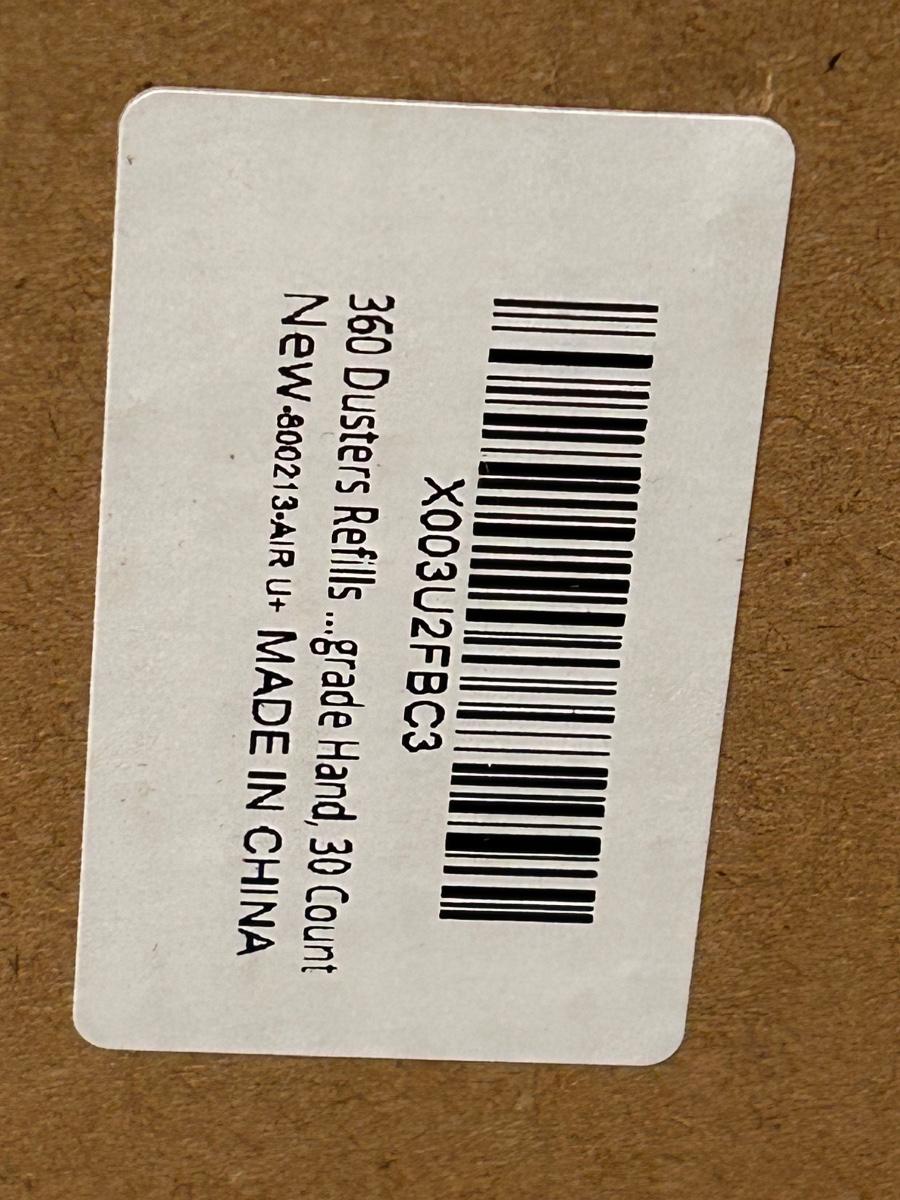 X003U2FBC3
360 Dusters Refills ...grade Hand, 30 Count
New-800213-AIR U+ MADE IN CHINA